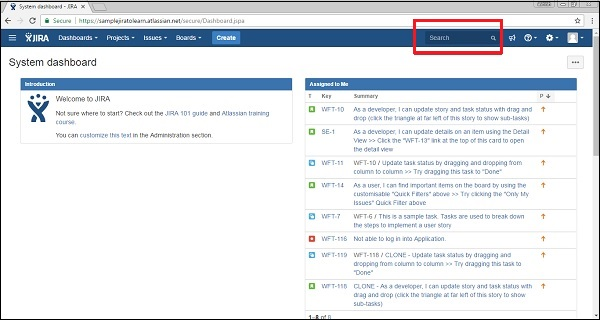 System dashboard - JIRA
Secure
https://samplejiratolearn.atlassian.net/secure/Dashboard.jspa
JIRA
Dashboards
Projects
Issues
Boards
Create
Search
System dashboard
Introduction
Welcome to JIRA
Not sure where to start? Check out the JIRA 101 guide and Atlassian training
course.
You can customize this text in the Administration section.
Assigned to Me
T Key Summary P
WFT-10 As a developer, I can update story and task status with drag and
drop (click the triangle at far left of this story to show sub-tasks)
SE-1 As a developer, I can update details on an item using the Detail
View >> Click the "WFT-13" link at the top of this card to open
the detail view
WFT-11 WFT-10 / Update task status by dragging and dropping from
column to column >> Try dragging this task to "Done"
WFT-14 As a user, I can find important items on the board by using the
customisable "Quick Filters" above >> Try clicking the "Only My
Issues" Quick Filter above
WFT-7 WFT-6 / This is a sample task. Tasks are used to break down
the steps to implement a user story
WFT-116 Not able to log in into Application.
WFT-119 WFT-118 / CLONE - Update task status by dragging and
dropping from column to column >> Try dragging this task to
"Done"
WFT-118 CLONE - As a developer, I can update story and task status with
drag and drop (click the triangle at far left of this story to show
sub-tasks)
1–8 of 8